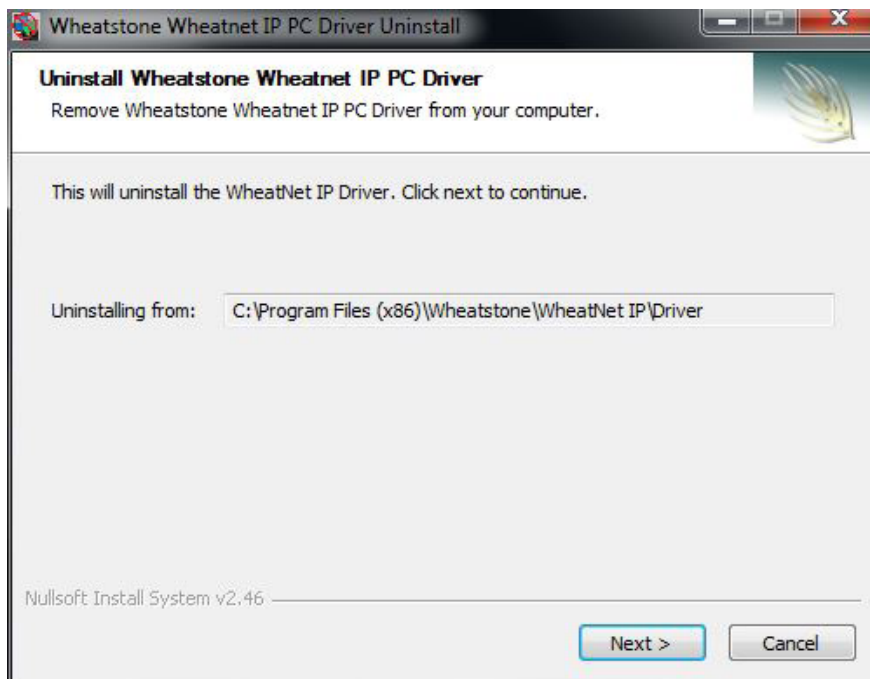 Wheatstone Wheatnet IP PC Driver Uninstall
Uninstall Wheatstone Wheatnet IP PC Driver
Remove Wheatstone Wheatnet IP PC Driver from your computer.
This will uninstall the WheatNet IP Driver. Click next to continue.
Uninstalling from: C:\Program Files (x86)\Wheatstone\WheatNet IP\Driver
Nullsoft Install System v2.46
Next > Cancel